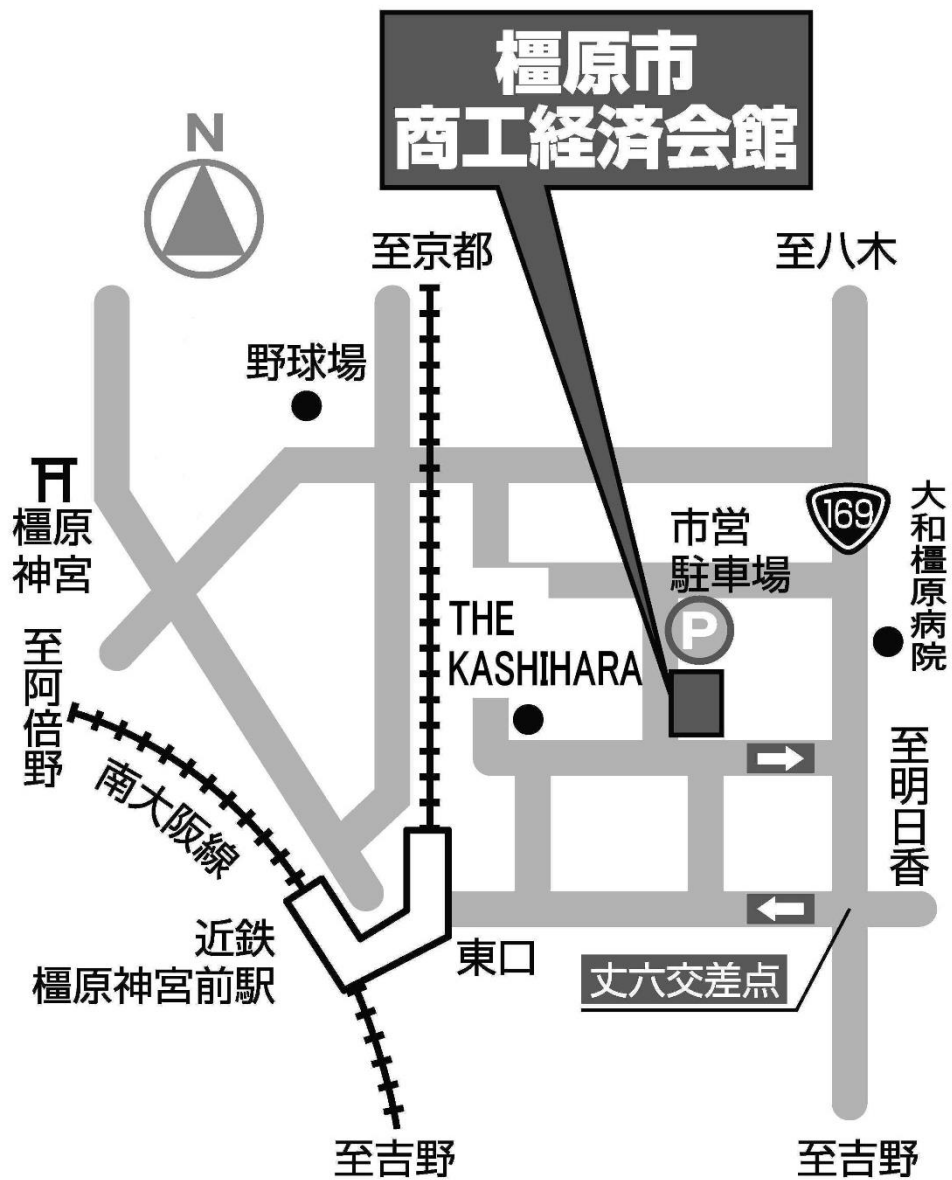 橿原市
商工経済会館
N
至京都
至八木
野球場
橿原
神宮
169
大和橿原病院
市営
駐車場
P
THE
KASHIHARA
至阿倍野
南大阪線
至明日香
近鉄
橿原神宮前駅
東口
丈六交差点
至吉野
至吉野